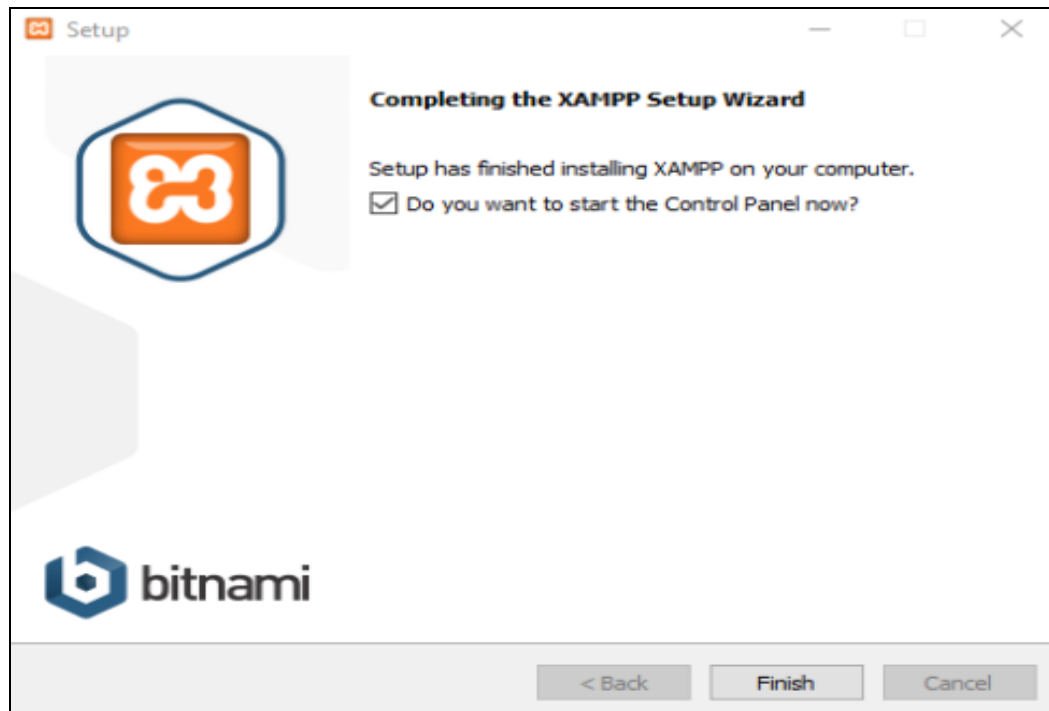 Setup
Completing the XAMPP Setup Wizard
Setup has finished installing XAMPP on your computer.
Do you want to start the Control Panel now?
bitnami
< Back
Finish
Cancel